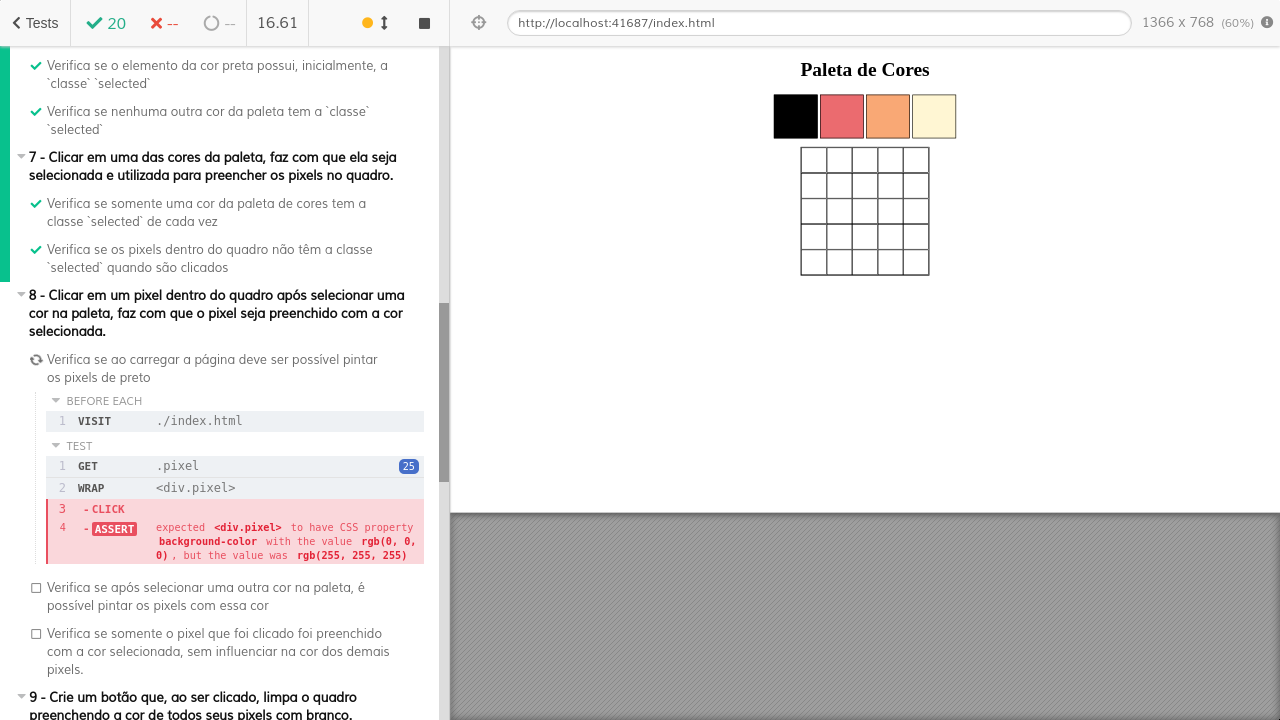 Tests 20 -- -- 16.61
http://localhost:41687/index.html 1366 x 768 (60%)
Verifica se o elemento da cor preta possui, inicialmente, a
`classe` `selected`
Verifica se nenhuma outra cor da paleta tem a `classe`
`selected`
7 - Clicar em uma das cores da paleta, faz com que ela seja
selecionada e utilizada para preencher os pixels no quadro.
Verifica se somente uma cor da paleta de cores tem a
classe `selected` de cada vez
Verifica se os pixels dentro do quadro não têm a classe
`selected` quando são clicados
8 - Clicar em um pixel dentro do quadro após selecionar uma
cor na paleta, faz com que o pixel seja preenchido com a cor
selecionada.
Verifica se ao carregar a página deve ser possível pintar
os pixels de preto
BEFORE EACH
1 VISIT ./index.html
TEST
1 GET .pixel 25
2 WRAP <div.pixel>
3 - CLICK
4 - ASSERT expected <div.pixel> to have CSS property
background-color with the value rgb(0, 0,
0) , but the value was rgb(255, 255, 255)
Verifica se após selecionar uma outra cor na paleta, é
possível pintar os pixels com essa cor
Verifica se somente o pixel que foi clicado foi preenchido
com a cor selecionada, sem influenciar na cor dos demais
pixels.
9 - Crie um botão que, ao ser clicado, limpa o quadro
preenchendo a cor de todos seus pixels com branco.
Paleta de Cores